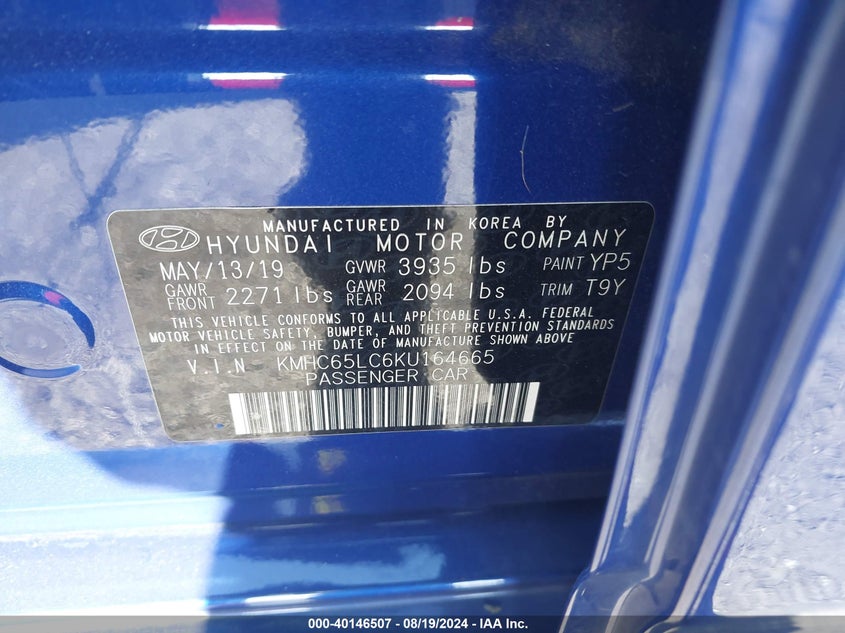 MANUFACTURED IN KOREA BY
HYUNDAI MOTOR COMPANY
MAY/13/19 GVWR 3935 lbs PAINT YP5
GAWR FRONT 2271 lbs GAWR REAR 2094 lbs TRIM T9Y
THIS VEHICLE CONFORMS TO ALL APPLICABLE U.S.A. FEDERAL
MOTOR VEHICLE SAFETY, BUMPER, AND THEFT PREVENTION STANDARDS
IN EFFECT ON THE DATE OF MANUFACTURE SHOWN ABOVE
V.I.N KMHC65LC6KU164665
PASSENGER CAR
000-40146507 - 08/19/2024 - IAA Inc.